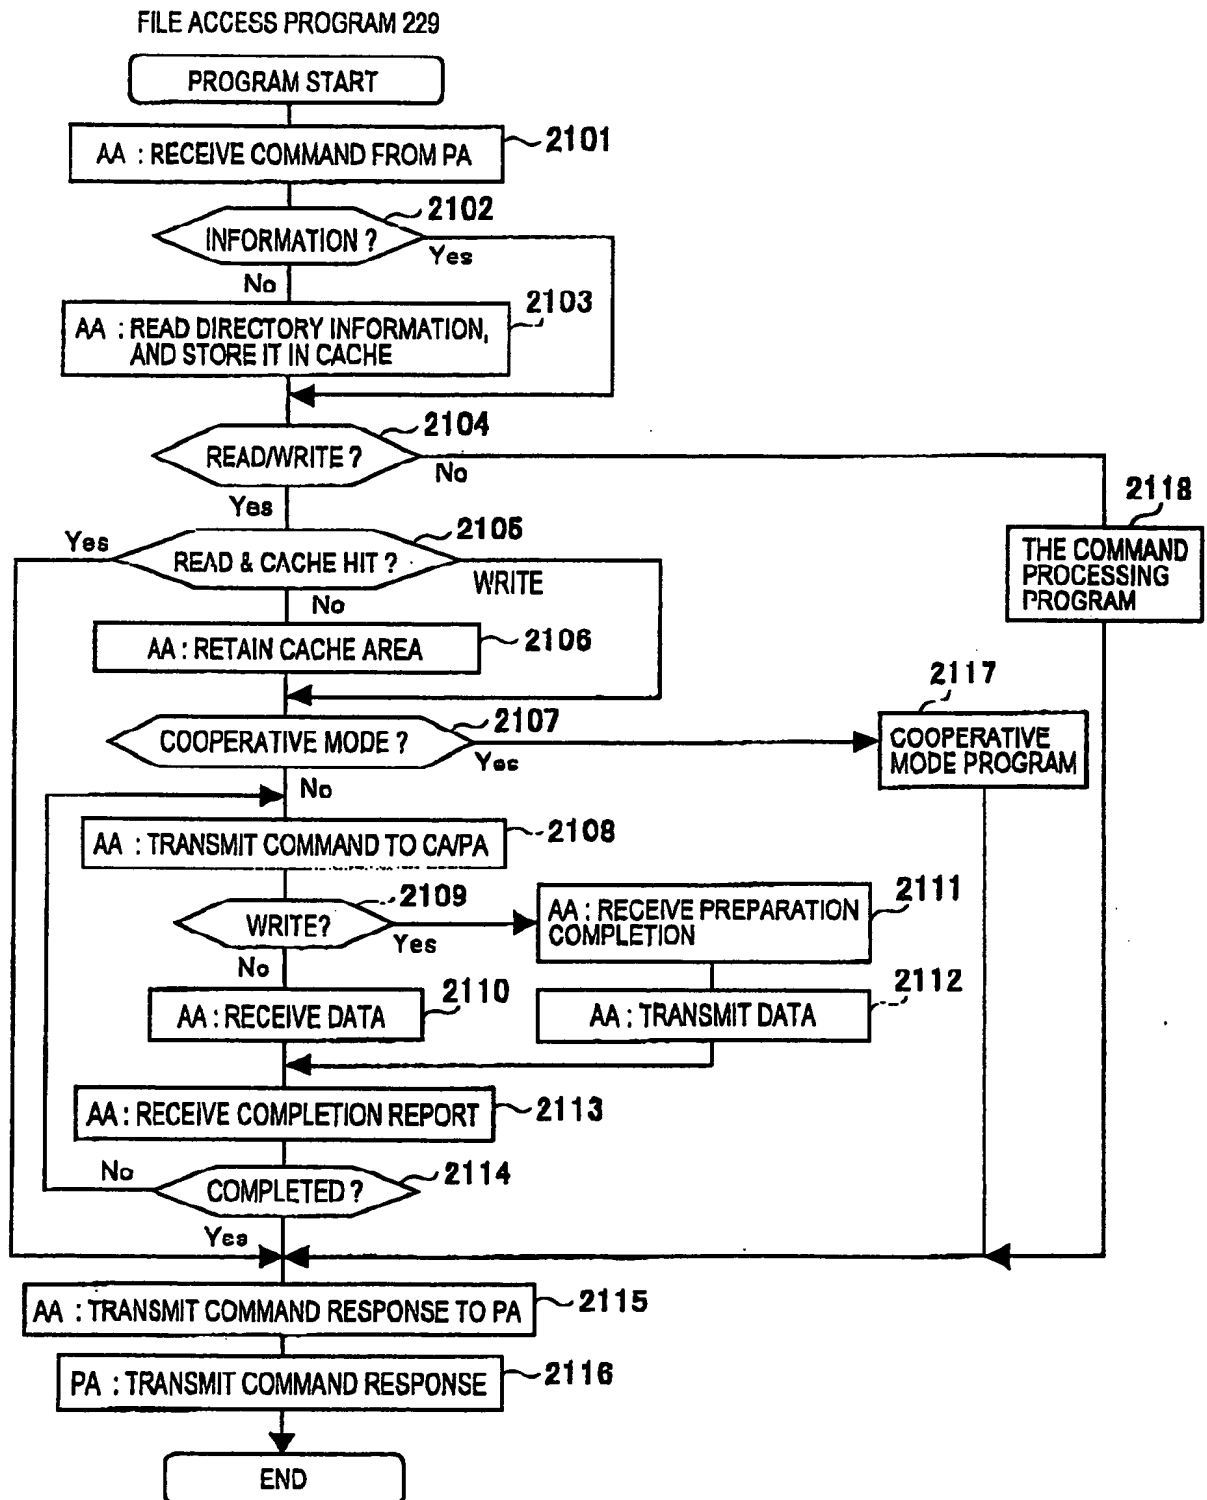 FILE ACCESS PROGRAM 229
PROGRAM START
AA : RECEIVE COMMAND FROM PA
2101
INFORMATION ?
2102
Yes
No
AA : READ DIRECTORY INFORMATION,
AND STORE IT IN CACHE
2103
READ/WRITE ?
2104
No
Yes
READ & CACHE HIT ?
2105
Yes
WRITE
No
AA : RETAIN CACHE AREA
2106
COOPERATIVE MODE ?
2107
Yes
No
2117
COOPERATIVE
MODE PROGRAM
2118
THE COMMAND
PROCESSING
PROGRAM
AA : TRANSMIT COMMAND TO CA/PA
2108
WRITE?
2109
Yes
No
AA : RECEIVE PREPARATION
COMPLETION
2111
AA : RECEIVE DATA
2110
AA : TRANSMIT DATA
2112
AA : RECEIVE COMPLETION REPORT
2113
COMPLETED ?
2114
No
Yes
AA : TRANSMIT COMMAND RESPONSE TO PA
2115
PA : TRANSMIT COMMAND RESPONSE
2116
END